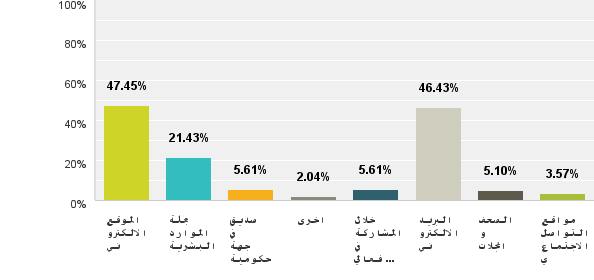 100%
80%
60%
40%
20%
0%
47.45%
21.43%
5.61%
2.04%
5.61%
46.43%
5.10%
3.57%
الموقع
الالكترو
ني
مجلة
الموارد
البشرية
صديق
في
جهة
حكومية
اخرى
خلال
المشاركة
في
فعالي...
البريد
الالكترو
ني
الصحف
و
المجلات
مواقع
التواصل
الاجتماع
ي